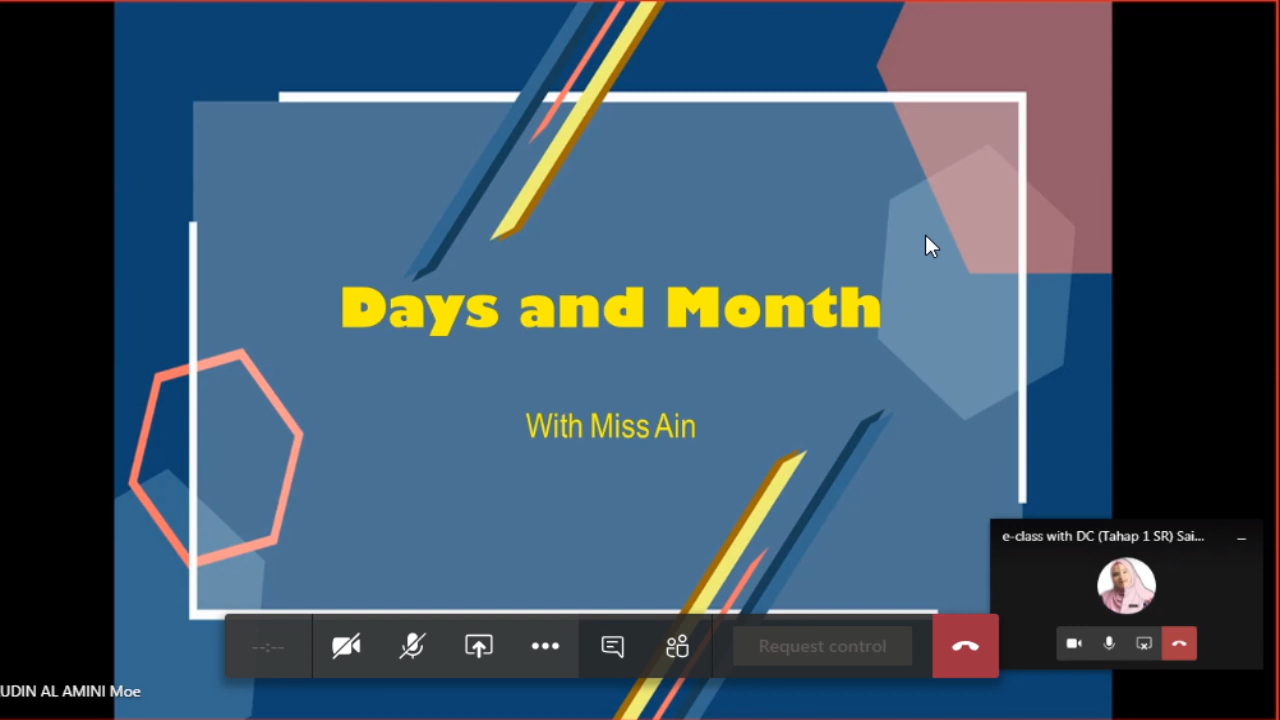 Days and Month
With Miss Ain
e-class with DC (Tahap 1 SR) Sai...
--:--
Request control
UDIN AL AMINI Moe